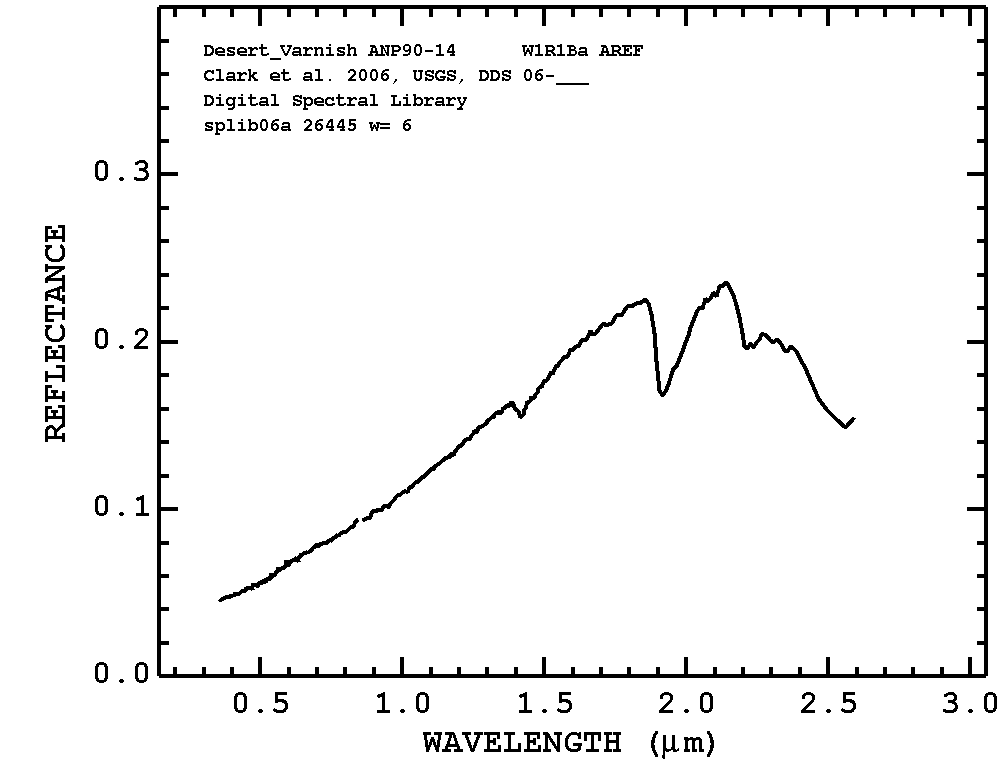 Desert_Varnish ANP90-14 W1R1Ba AREF
Clark et al. 2006, USGS, DDS 06-___
Digital Spectral Library
splib06a 26445 w= 6
0.3
0.2
0.1
0.0
REFLECTANCE
0.5 1.0 1.5 2.0 2.5 3.0
WAVELENGTH (μm)